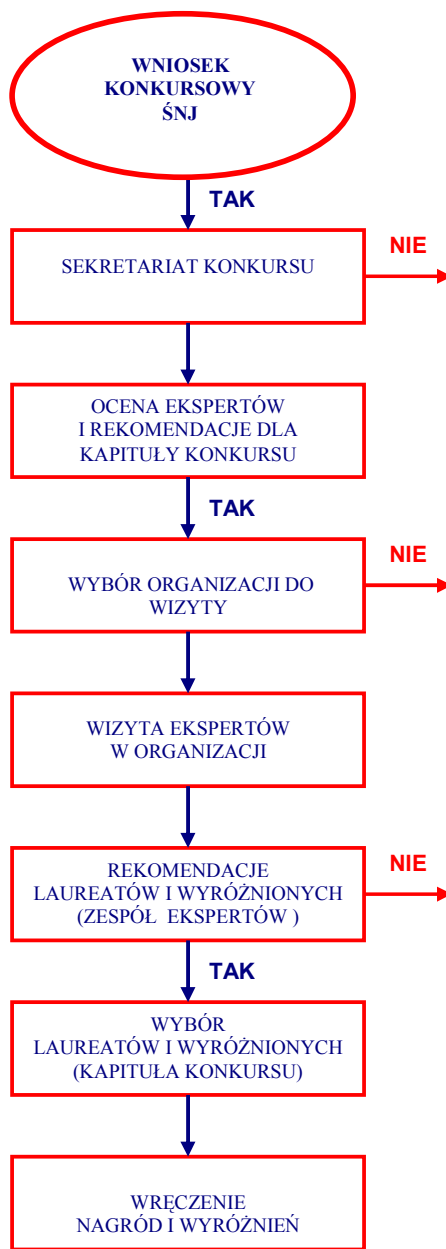 WNIOSEK
KONKURSOWY
ŚNJ
TAK
SEKRETARIAT KONKURSU
NIE
OCENA EKSPERTÓW
I REKOMENDACJE DLA
KAPITUŁY KONKURSU
TAK
NIE
WYBÓR ORGANIZACJI DO
WIZYTY
WIZYTA EKSPERTÓW
W ORGANIZACJI
REKOMENDACJE
LAUREATÓW I WYRÓŻNIONYCH
(ZESPÓŁ EKSPERTÓW )
NIE
TAK
WYBÓR
LAUREATÓW I WYRÓŻNIONYCH
(KAPITUŁA KONKURSU)
WRĘCZENIE
NAGRÓD I WYRÓŻNIEŃ